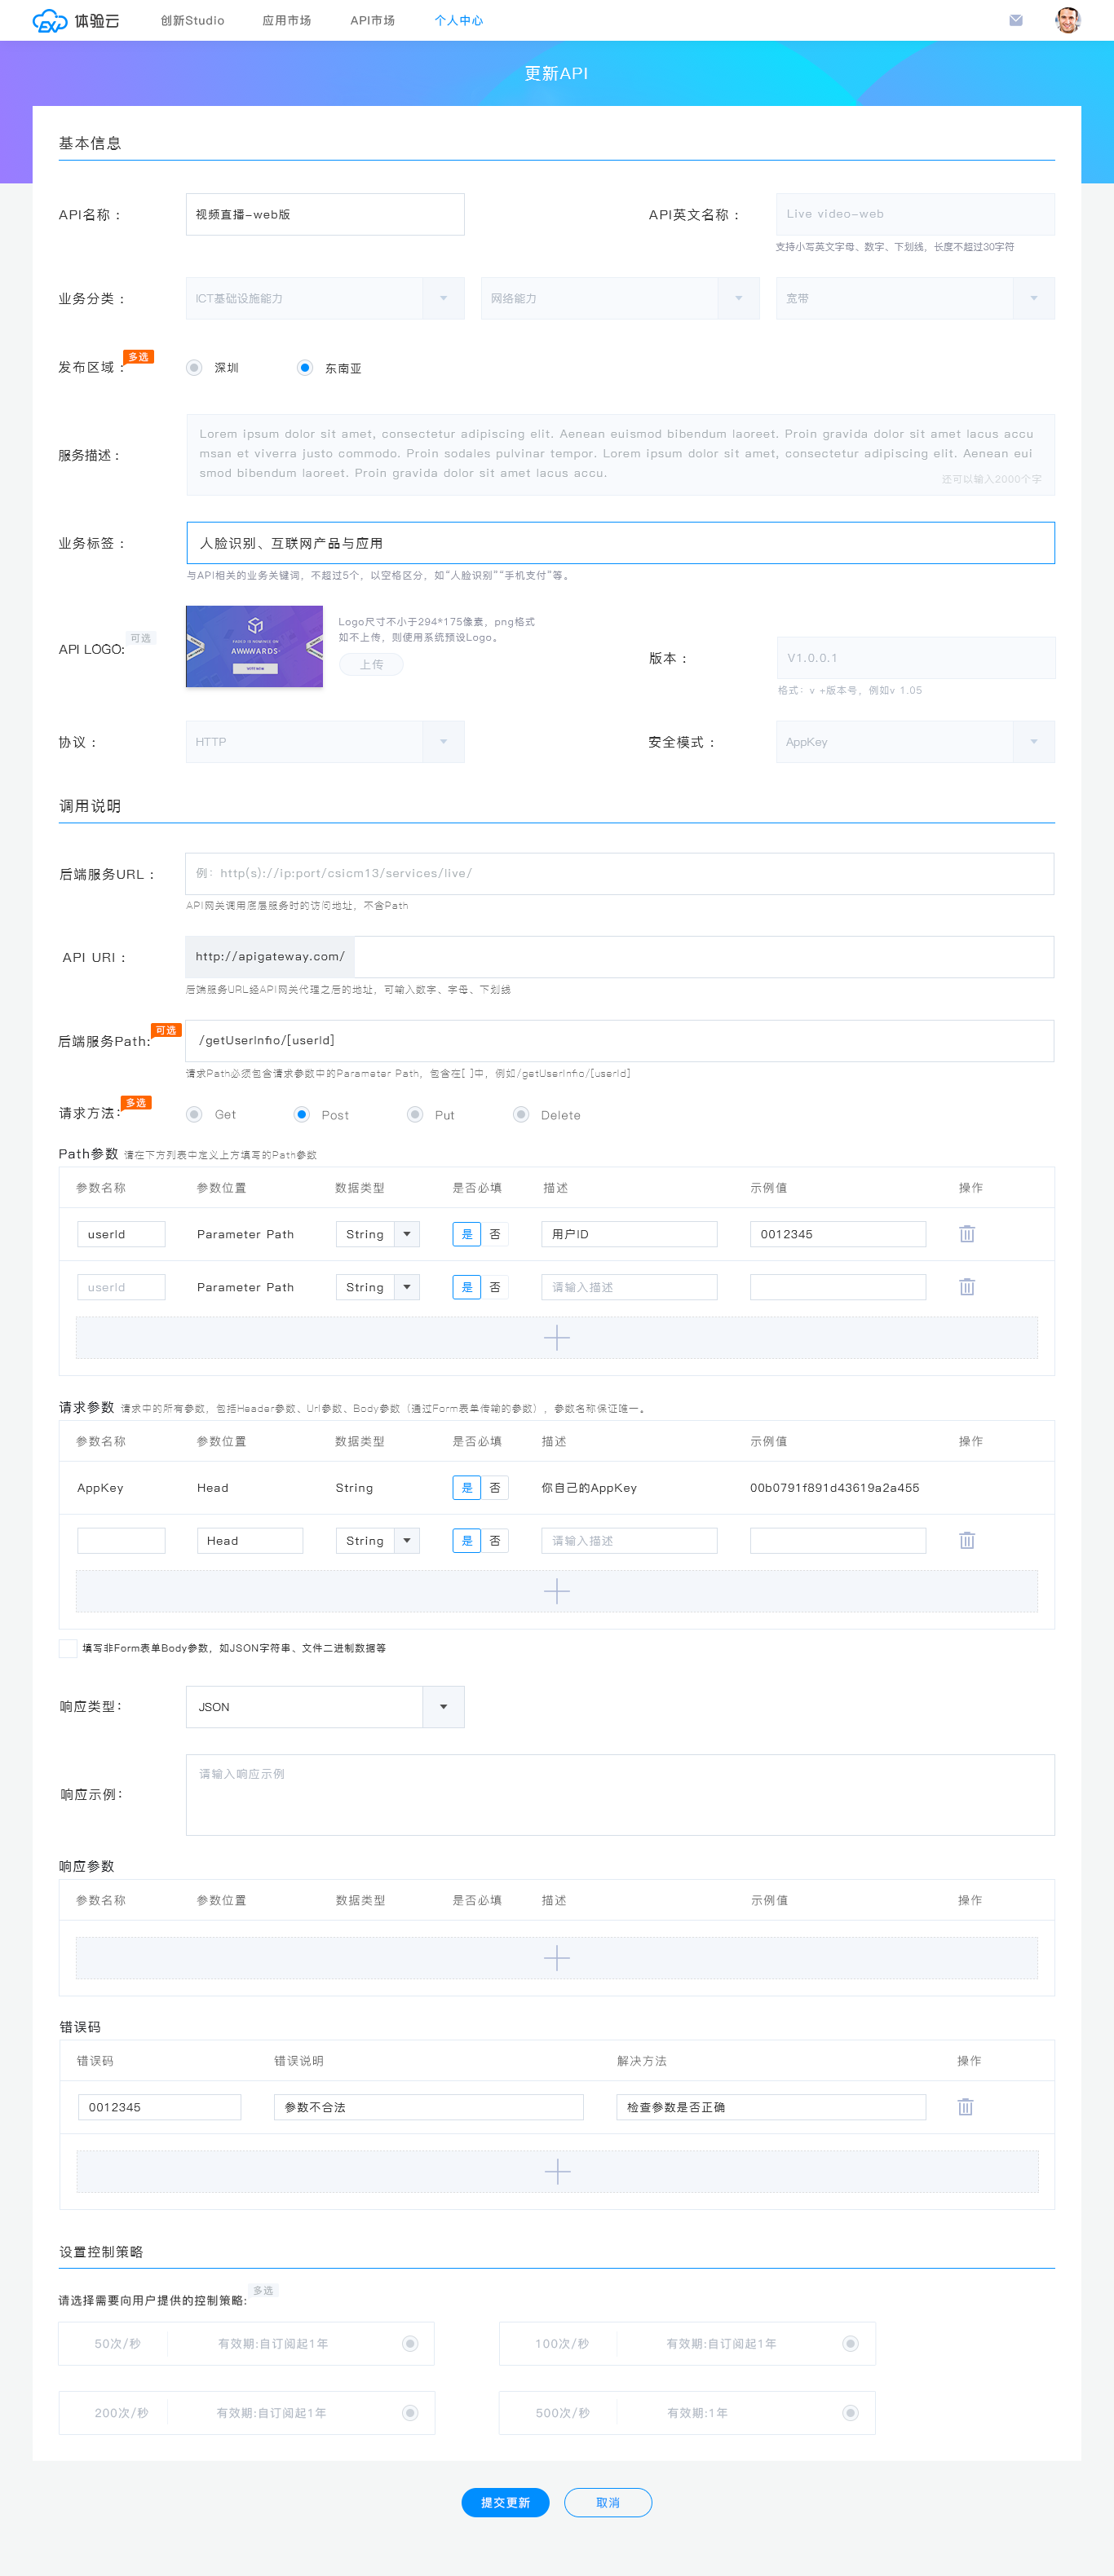 EXP 体验云 创新Studio 应用市场 API市场 个人中心
更新API
基本信息
API名称 : 视频直播-web版 API英文名称 : Live video-web
支持小写英文字母、数字、下划线，长度不超过30字符
业务分类 : ICT基础设施能力 网络能力 宽带
发布区域 : 多选 深圳 东南亚
服务描述 :
Lorem ipsum dolor sit amet, consectetur adipiscing elit. Aenean euismod bibendum laoreet. Proin gravida dolor sit amet lacus accu
msan et viverra justo commodo. Proin sodales pulvinar tempor. Lorem ipsum dolor sit amet, consectetur adipiscing elit. Aenean eui
smod bibendum laoreet. Proin gravida dolor sit amet lacus accu.
还可以输入2000个字
业务标签 : 人脸识别、互联网产品与应用
与API相关的业务关键词，不超过5个，以空格区分，如“人脸识别”“手机支付”等。
API LOGO: 可选
AWWWARDS
Logo尺寸不小于294*175像素，png格式
如不上传，则使用系统预设Logo。
上传
版本 : V1.0.0.1
格式：v +版本号，例如v 1.05
协议 : HTTP 安全模式 : AppKey
调用说明
后端服务URL : 例：http(s)://ip:port/csicm13/services/live/
API网关调用底层服务时的访问地址，不含Path
API URI : http://apigateway.com/
后端服务URL经API网关代理之后的地址，可输入数字、字母、下划线
后端服务Path: 可选 /getUserInfio/[userId]
请求Path必须包含请求参数中的Parameter Path，包含在[ ]中，例如/getUserInfio/[userId]
请求方法: 多选 Get Post Put Delete
Path参数 请在下方列表中定义上方填写的Path参数
参数名称 参数位置 数据类型 是否必填 描述 示例值 操作
userId Parameter Path String 是 否 用户ID 0012345
userId Parameter Path String 是 否 请输入描述
请求参数 请求中的所有参数，包括Header参数、Url参数、Body参数（通过Form表单传输的参数），参数名称保证唯一。
参数名称 参数位置 数据类型 是否必填 描述 示例值 操作
AppKey Head String 是 否 你自己的AppKey 00b0791f891d43619a2a455
Head String 是 否 请输入描述
填写非Form表单Body参数，如JSON字符串、文件二进制数据等
响应类型: JSON
响应示例: 请输入响应示例
响应参数
参数名称 参数位置 数据类型 是否必填 描述 示例值 操作
错误码
错误码 错误说明 解决方法 操作
0012345 参数不合法 检查参数是否正确
设置控制策略
请选择需要向用户提供的控制策略: 多选
50次/秒 有效期:自订阅起1年 100次/秒 有效期:自订阅起1年
200次/秒 有效期:自订阅起1年 500次/秒 有效期:1年
提交更新 取消